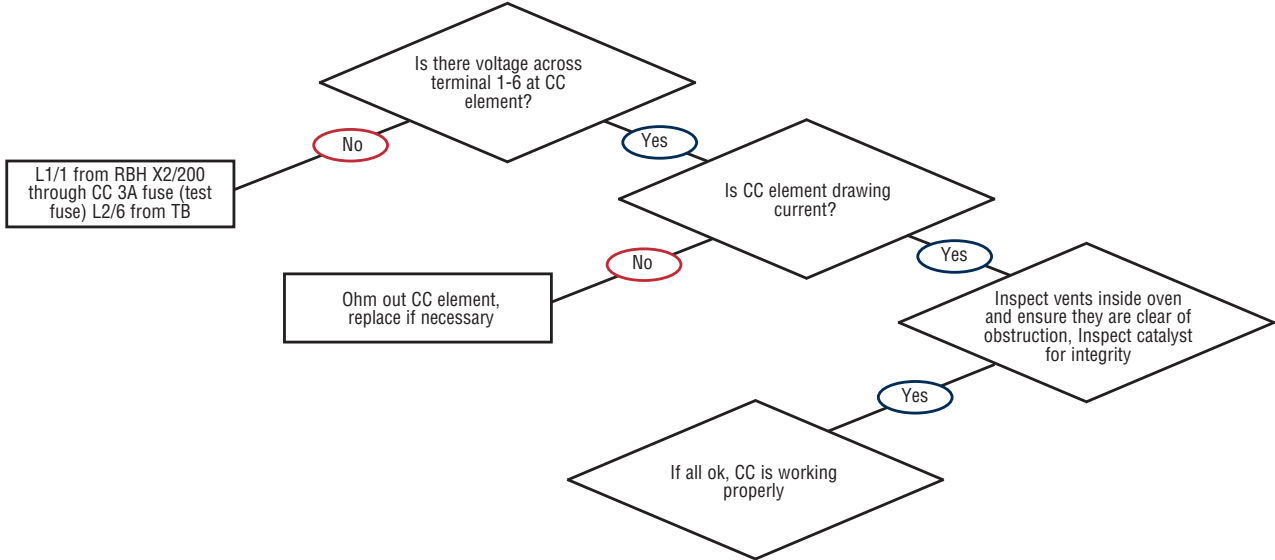 Is there voltage across
terminal 1-6 at CC
element?
No
Yes
L1/1 from RBH X2/200
through CC 3A fuse (test
fuse) L2/6 from TB
Is CC element drawing
current?
No
Yes
Ohm out CC element,
replace if necessary
Inspect vents inside oven
and ensure they are clear of
obstruction, Inspect catalyst
for integrity
Yes
If all ok, CC is working
properly